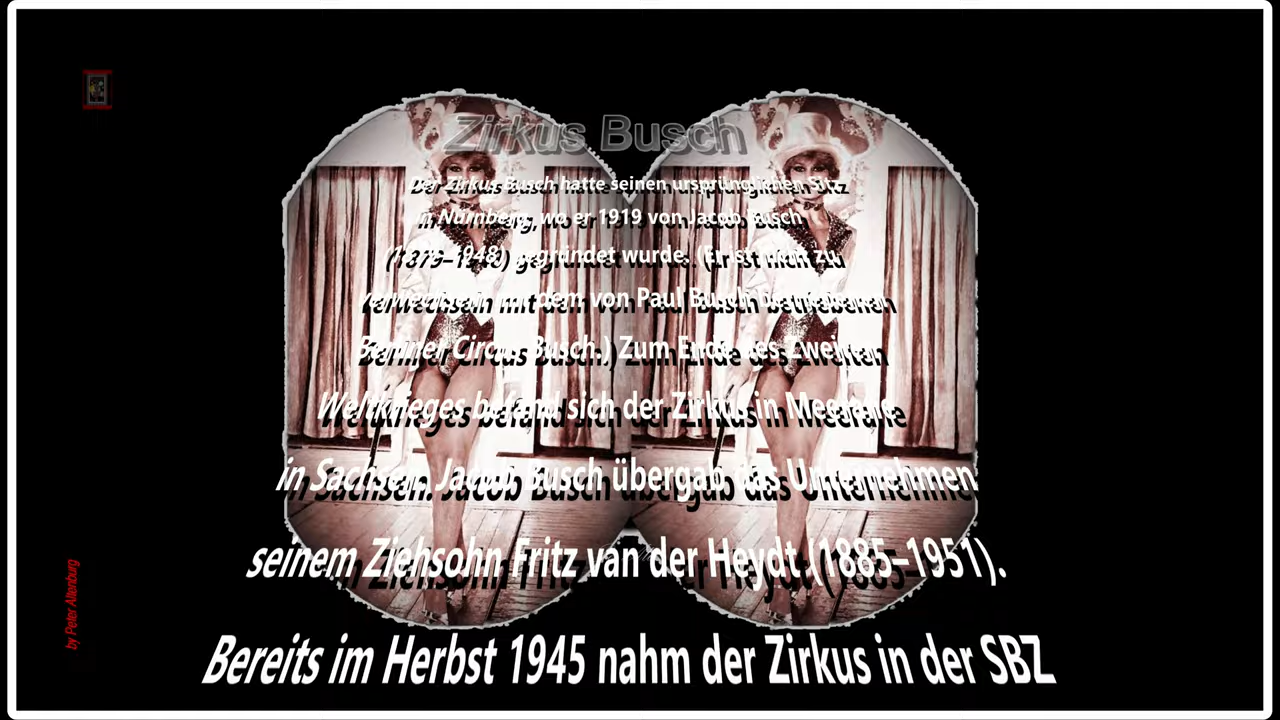 Zirkus Busch
Der Zirkus Busch hatte seinen ursprünglichen Sitz
in Nürnberg, wo er 1919 von Jacob Busch
(1879–1948) gegründet wurde. (Er ist nicht zu
verwechseln mit dem von Paul Busch betriebenen
Berliner Circus Busch.) Zum Ende des Zweiten
Weltkrieges befand sich der Zirkus in Meerane
in Sachsen. Jacob Busch übergab das Unternehmen
seinem Ziehsohn Fritz van der Heydt (1885–1951).
Bereits im Herbst 1945 nahm der Zirkus in der SBZ
by Peter Altenburg